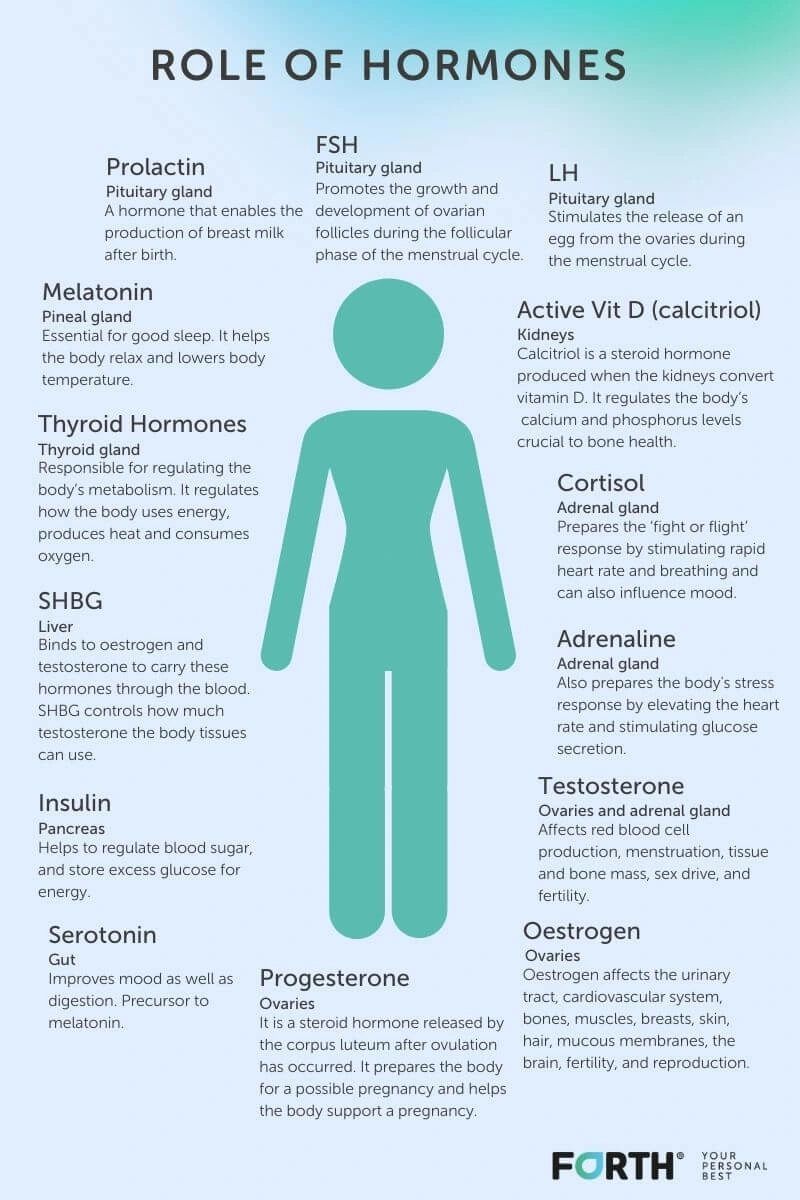 ROLE OF HORMONES
Prolactin
Pituitary gland
A hormone that enables the
production of breast milk
after birth.
FSH
Pituitary gland
Promotes the growth and
development of ovarian
follicles during the follicular
phase of the menstrual cycle.
LH
Pituitary gland
Stimulates the release of an
egg from the ovaries during
the menstrual cycle.
Melatonin
Pineal gland
Essential for good sleep. It helps
the body relax and lowers body
temperature.
Active Vit D (calcitriol)
Kidneys
Calcitriol is a steroid hormone
produced when the kidneys convert
vitamin D. It regulates the body’s
calcium and phosphorus levels
crucial to bone health.
Thyroid Hormones
Thyroid gland
Responsible for regulating the
body’s metabolism. It regulates
how the body uses energy,
produces heat and consumes
oxygen.
Cortisol
Adrenal gland
Prepares the ‘fight or flight’
response by stimulating rapid
heart rate and breathing and
can also influence mood.
SHBG
Liver
Binds to oestrogen and
testosterone to carry these
hormones through the blood.
SHBG controls how much
testosterone the body tissues
can use.
Adrenaline
Adrenal gland
Also prepares the body's stress
response by elevating the heart
rate and stimulating glucose
secretion.
Insulin
Pancreas
Helps to regulate blood sugar,
and store excess glucose for
energy.
Testosterone
Ovaries and adrenal gland
Affects red blood cell
production, menstruation, tissue
and bone mass, sex drive, and
fertility.
Serotonin
Gut
Improves mood as well as
digestion. Precursor to
melatonin.
Progesterone
Ovaries
It is a steroid hormone released by
the corpus luteum after ovulation
has occurred. It prepares the body
for a possible pregnancy and helps
the body support a pregnancy.
Oestrogen
Ovaries
Oestrogen affects the urinary
tract, cardiovascular system,
bones, muscles, breasts, skin,
hair, mucous membranes, the
brain, fertility, and reproduction.
FORTH®
YOUR
PERSONAL
BEST